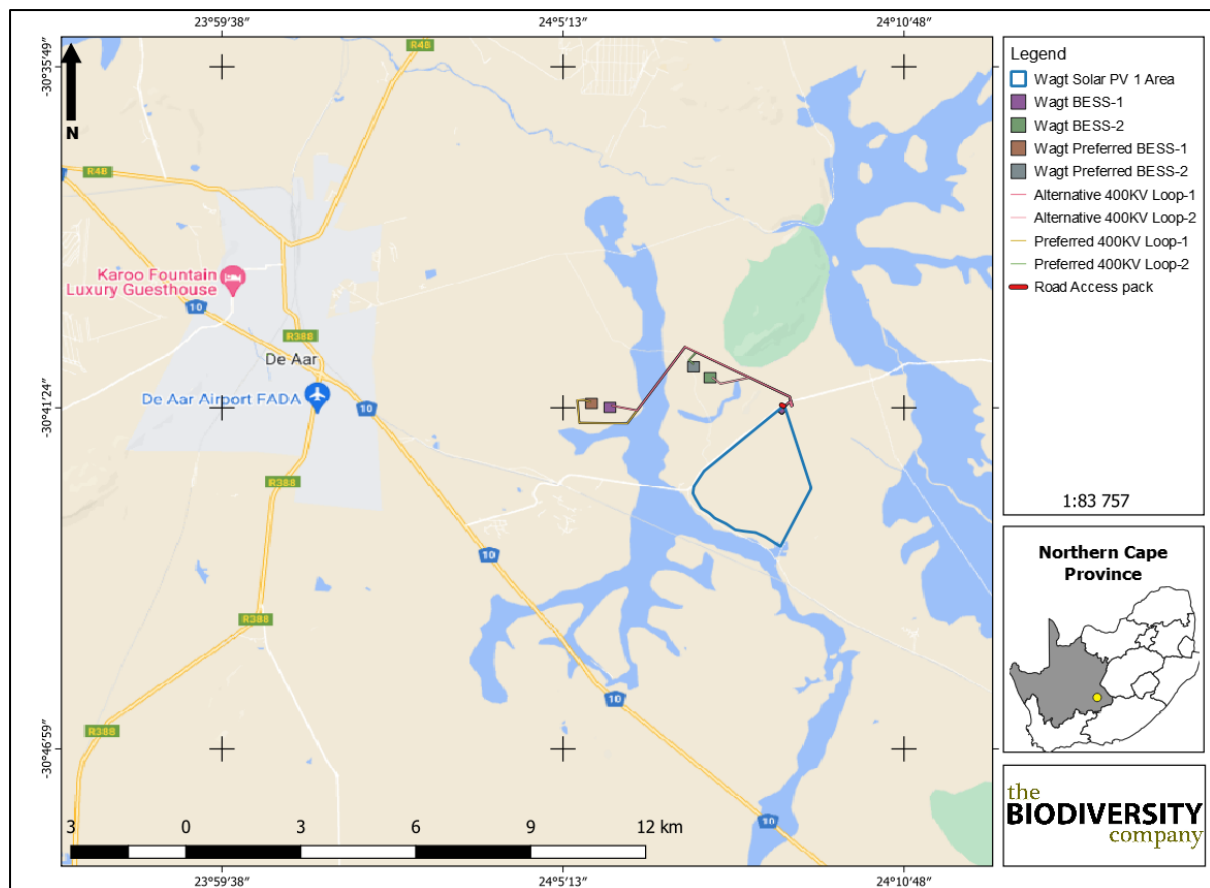 23°59'38"
24°5'13"
24°10'48"
-30°35'49"
-30°41'24"
-30°46'59"
N
R48
R48
Karoo Fountain
Luxury Guesthouse
10
R388
De Aar
De Aar Airport FADA
10
R388
10
R388
10
R388
10
3 0 3 6 9 12 km
23°59'38"
24°5'13"
24°10'48"
Legend
Wagt Solar PV 1 Area
Wagt BESS-1
Wagt BESS-2
Wagt Preferred BESS-1
Wagt Preferred BESS-2
Alternative 400KV Loop-1
Alternative 400KV Loop-2
Preferred 400KV Loop-1
Preferred 400KV Loop-2
Road Access pack
1:83 757
Northern Cape
Province
the
BIODIVERSITY
company